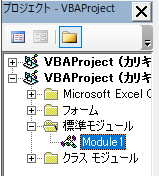 プロジェクト - VBAProject
VBAProject (カリキ
VBAProject (カリキ
Microsoft Excel O
フォーム
標準モジュール
Module1
クラス モジュール